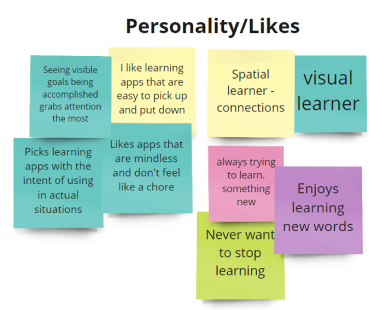 Personality/Likes
Seeing visible
goals being
accomplished
grabs attention
the most
I like learning
apps that are
easy to pick up
and put down
Spatial
learner -
connections
visual
learner
Picks learning
apps with the
intent of using
in actual
situations
Likes apps that
are mindless
and don't feel
like a chore
always trying
to learn.
something
new
Enjoys
learning
new words
Never want
to stop
learning